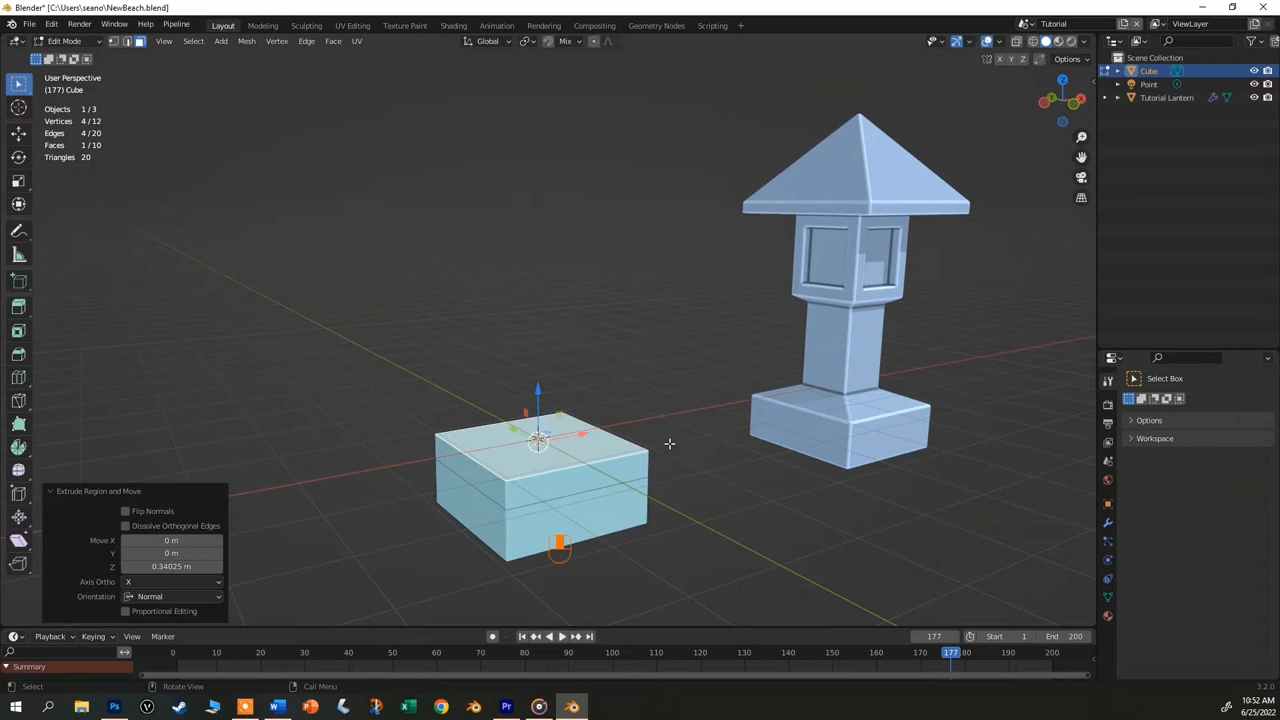 Blender* [C:\Users\seano\NewBeach.blend]
File Edit Render Window Help Pipeline Layout Modeling Sculpting UV Editing Texture Paint Shading Animation Rendering Compositing Geometry Nodes Scripting Tutorial ViewLayer
Edit Mode View Select Add Mesh Vertex Edge Face UV Global Mix
X Y Z Options
User Perspective
(177) Cube
Objects 1/3
Vertices 4/12
Edges 4/20
Faces 1/10
Triangles 20
Scene Collection
Cube
Point
Tutorial Lantern
Select Box
Options
Workspace
Extrude Region and Move
Flip Normals
Dissolve Orthogonal Edges
Move X 0 m
Y 0 m
Z 0.34025 m
Axis Ortho X
Orientation Normal
Proportional Editing
Playback Keying View Marker 177 Start 1 End 200
0 10 20 30 40 50 60 70 80 90 100 110 120 130 140 150 160 170 177 180 190 200
Summary
Select Rotate View Call Menu 3.2.0
10:52 AM
6/25/2022